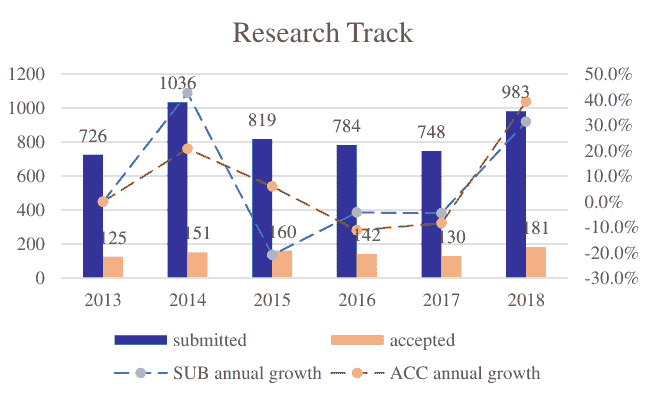 Research Track
1200 1036 983 50.0%
1000 40.0%
819 784 748 30.0%
800 726 20.0%
600 10.0%
400 0.0%
200 125 151 160 142 130 181 -10.0%
-20.0%
0 -30.0%
2013 2014 2015 2016 2017 2018
submitted accepted
SUB annual growth ACC annual growth